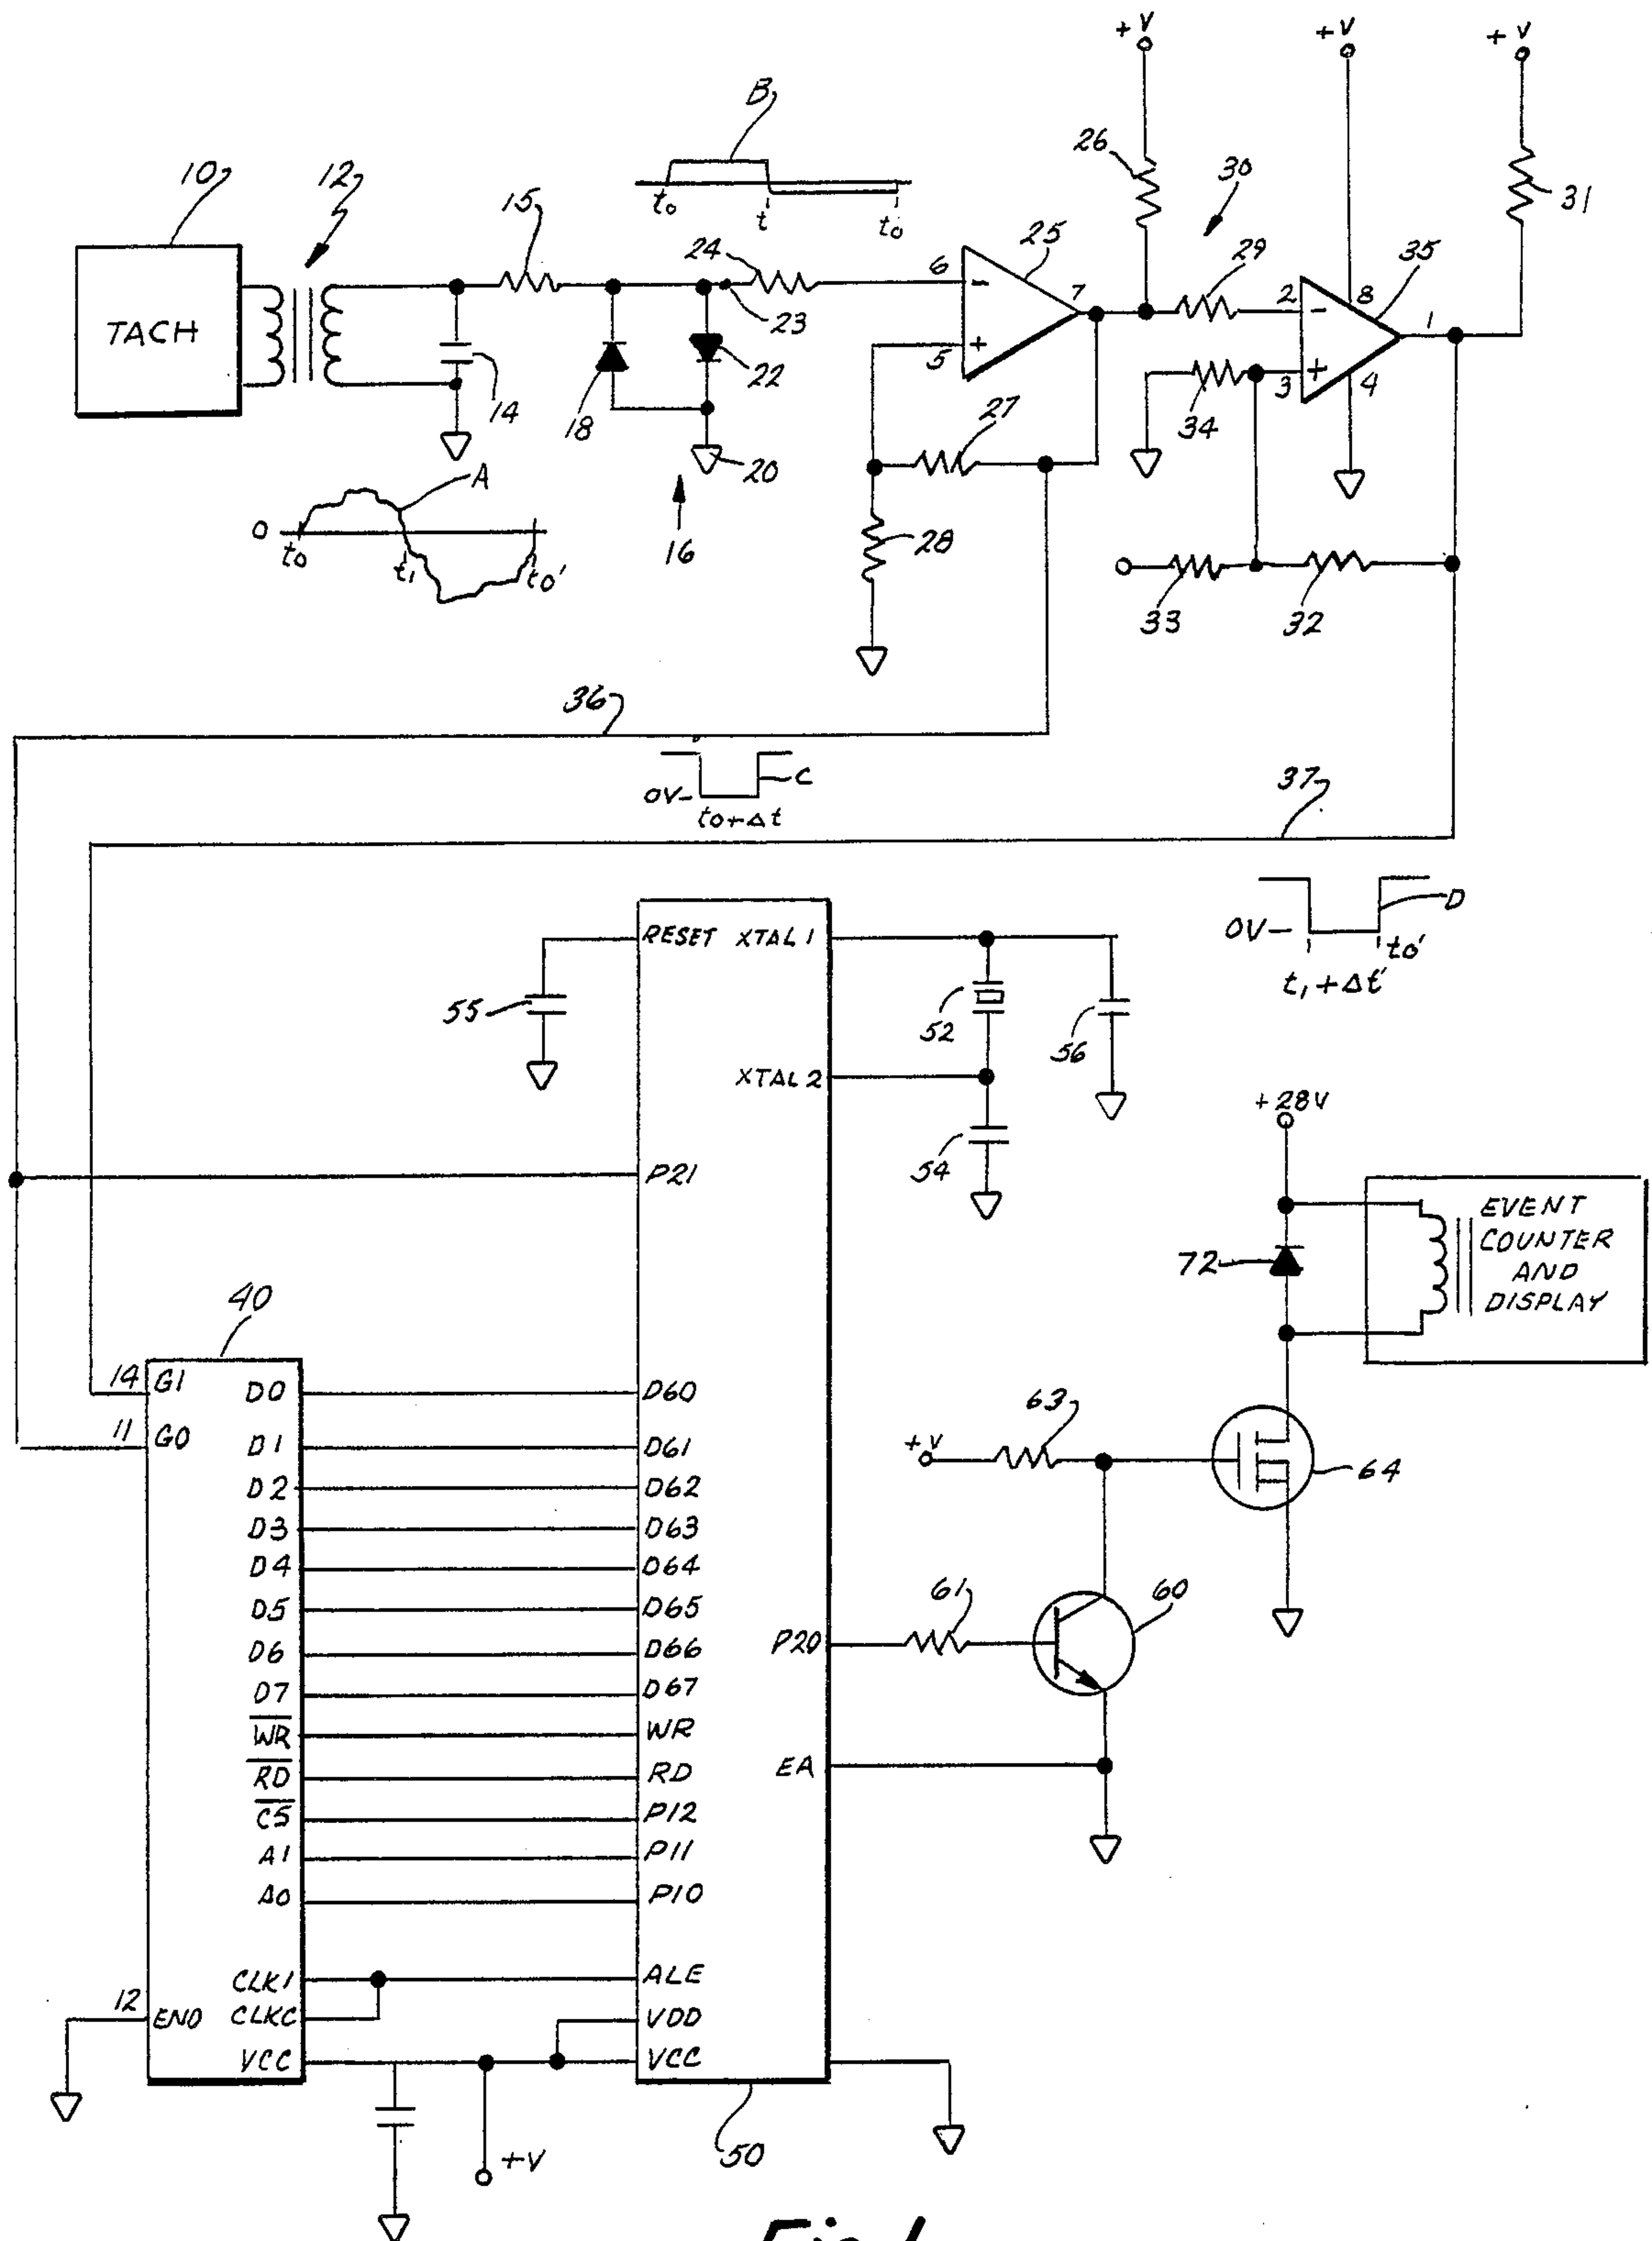 +V
+V
+V
B
26
30
31
10
12
15
t0
t'
t0
24
23
6
-
25
7
29
2
-
8
35
1
TACH
14
18
22
20
16
5
+
27
28
34
3
+
4
33
32
A
0
t0
t1
t0'
36
C
0V-
t0+Δt
37
D
0V-
t0'
t1+Δt'
RESET XTAL 1
55
52
56
XTAL 2
54
+28V
P21
72
EVENT
COUNTER
AND
DISPLAY
40
14 G1 D0 D60
11 G0 D1 D61
D2 D62
D3 D63
D4 D64
D5 D65
D6 D66
D7 D67
WR WR
RD RD
CS P12
A1 P11
A0 P10
63
+V
64
61
60
P20
EA
CLK1 ALE
12 EN0 CLKC VDD
VCC VCC
+V
50
Fig. 1